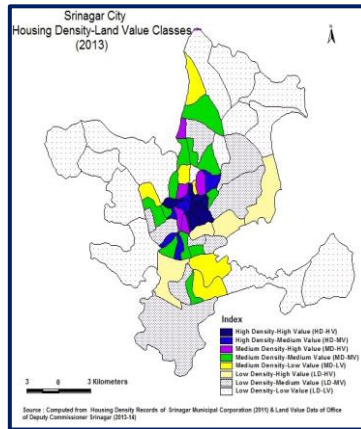 Srinagar City
Housing Density-Land Value Classes
(2013)
N
Index
High Density-High Value (HD-HV)
High Density-Medium Value (HD-MV)
Medium Density-High Value (MD-HV)
Medium Density-Medium Value (MD-MV)
Medium Density-Low Value (MD-LV)
Low Density-High Value (LD-HV)
Low Density-Medium Value (LD-MV)
Low Density-Low Value (LD-LV)
3 0 3 Kilometers
Source : Computed from Housing Density Records of Srinagar Municipal Corporation (2011) & Land Value Data of Office
of Deputy Commissioner Srinagar (2013-14)